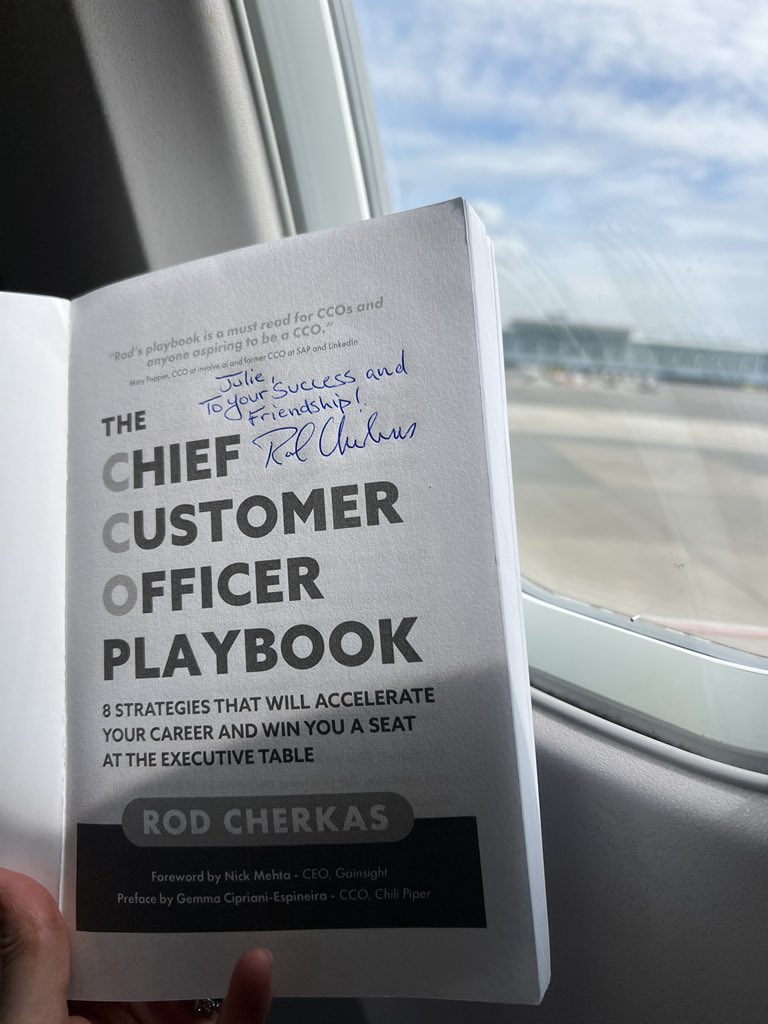 "Rod's playbook is a must read for CCOs and
anyone aspiring to be a CCO."
Mary Poppen, CCO at involve.ai and former CCO at SAP and LinkedIn
Julie,
To your Success and
Friendship!
Rod Cherkas
THE
CHIEF
CUSTOMER
OFFICER
PLAYBOOK
8 STRATEGIES THAT WILL ACCELERATE
YOUR CAREER AND WIN YOU A SEAT
AT THE EXECUTIVE TABLE
ROD CHERKAS
Foreword by Nick Mehta - CEO, Gainsight
Preface by Gemma Cipriani-Espineira - CCO, Chili Piper